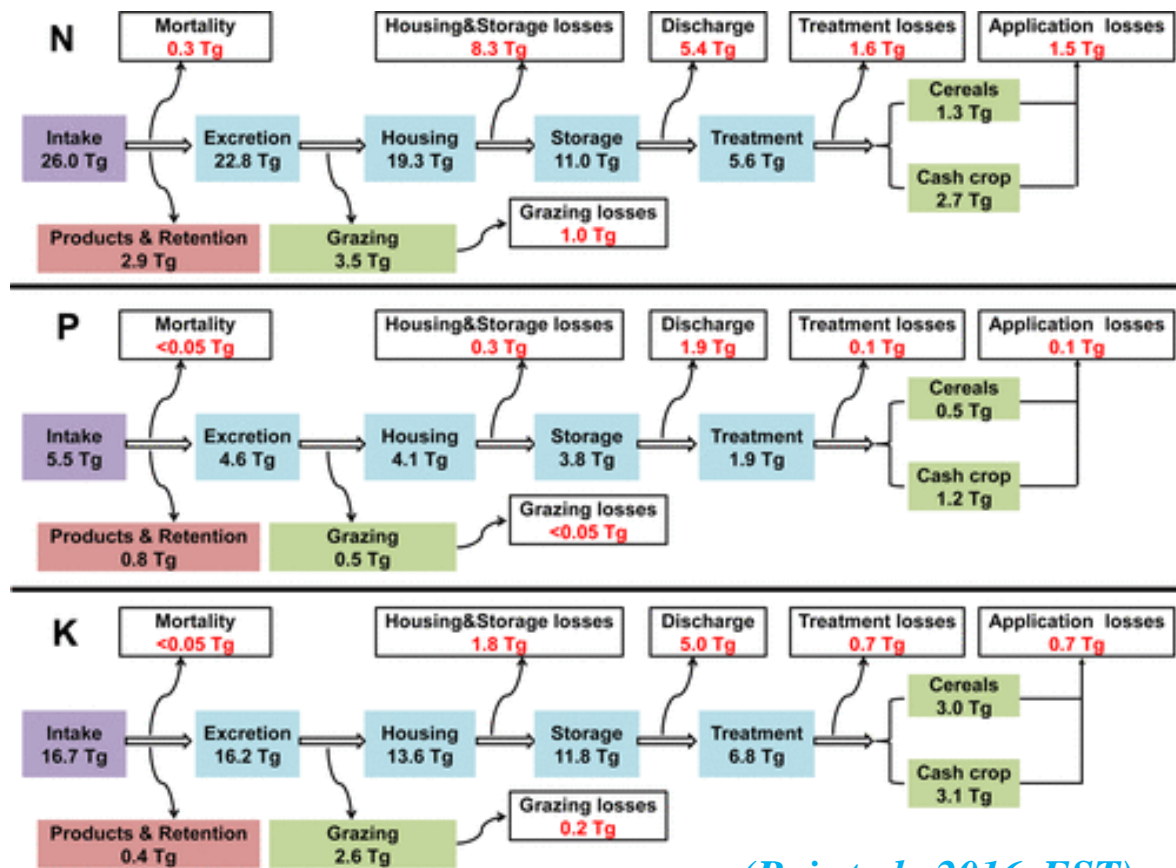 N
Mortality
0.3 Tg
Housing&Storage losses
8.3 Tg
Discharge
5.4 Tg
Treatment losses
1.6 Tg
Application losses
1.5 Tg
Cereals
1.3 Tg
Intake
26.0 Tg
Excretion
22.8 Tg
Housing
19.3 Tg
Storage
11.0 Tg
Treatment
5.6 Tg
Cash crop
2.7 Tg
Products & Retention
2.9 Tg
Grazing
3.5 Tg
Grazing losses
1.0 Tg
P
Mortality
<0.05 Tg
Housing&Storage losses
0.3 Tg
Discharge
1.9 Tg
Treatment losses
0.1 Tg
Application losses
0.1 Tg
Cereals
0.5 Tg
Intake
5.5 Tg
Excretion
4.6 Tg
Housing
4.1 Tg
Storage
3.8 Tg
Treatment
1.9 Tg
Cash crop
1.2 Tg
Products & Retention
0.8 Tg
Grazing
0.5 Tg
Grazing losses
<0.05 Tg
K
Mortality
<0.05 Tg
Housing&Storage losses
1.8 Tg
Discharge
5.0 Tg
Treatment losses
0.7 Tg
Application losses
0.7 Tg
Cereals
3.0 Tg
Intake
16.7 Tg
Excretion
16.2 Tg
Housing
13.6 Tg
Storage
11.8 Tg
Treatment
6.8 Tg
Cash crop
3.1 Tg
Products & Retention
0.4 Tg
Grazing
2.6 Tg
Grazing losses
0.2 Tg
2016, EST)